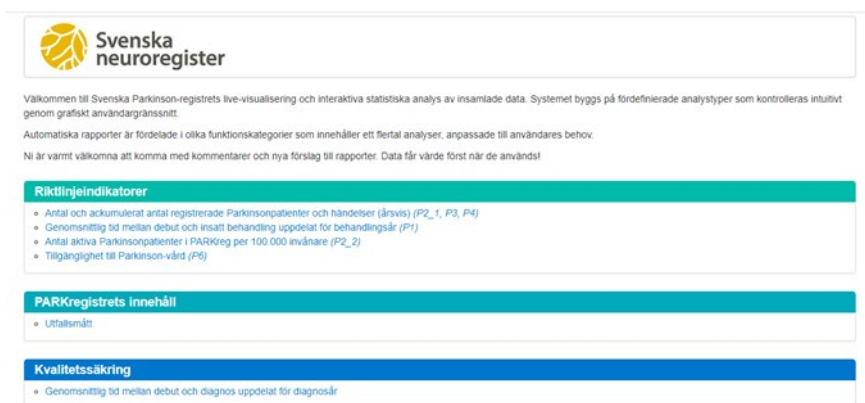 Svenska
neuroregister
Välkommen till Svenska Parkinson-registrets live-visualisering och interaktiva statistiska analys av insamlade data. Systemet byggs på fördefinierade analystyper som kontrolleras intuitivt
genom grafiskt användargränssnitt.
Automatiska rapporter är fördelade i olika funktionskategorier som innehåller ett flertal analyser, anpassade till användares behov.
Ni är varmt välkomna att komma med kommentarer och nya förslag till rapporter. Data får värde först när de används!
Riktlinjeindikatorer
Antal och ackumulerat antal registrerade Parkinsonpatienter och händelser (årsvis) (P2_1, P3, P4)
Genomsnittlig tid mellan debut och insatt behandling uppdelat för behandlingsår (P1)
Antal aktiva Parkinsonpatienter i PARKreg per 100.000 invånare (P2_2)
Tillgänglighet till Parkinson-vård (P6)
PARKregistrets innehåll
Utfallsmått
Kvalitetssäkring
Genomsnittlig tid mellan debut och diagnos uppdelat för diagnosår